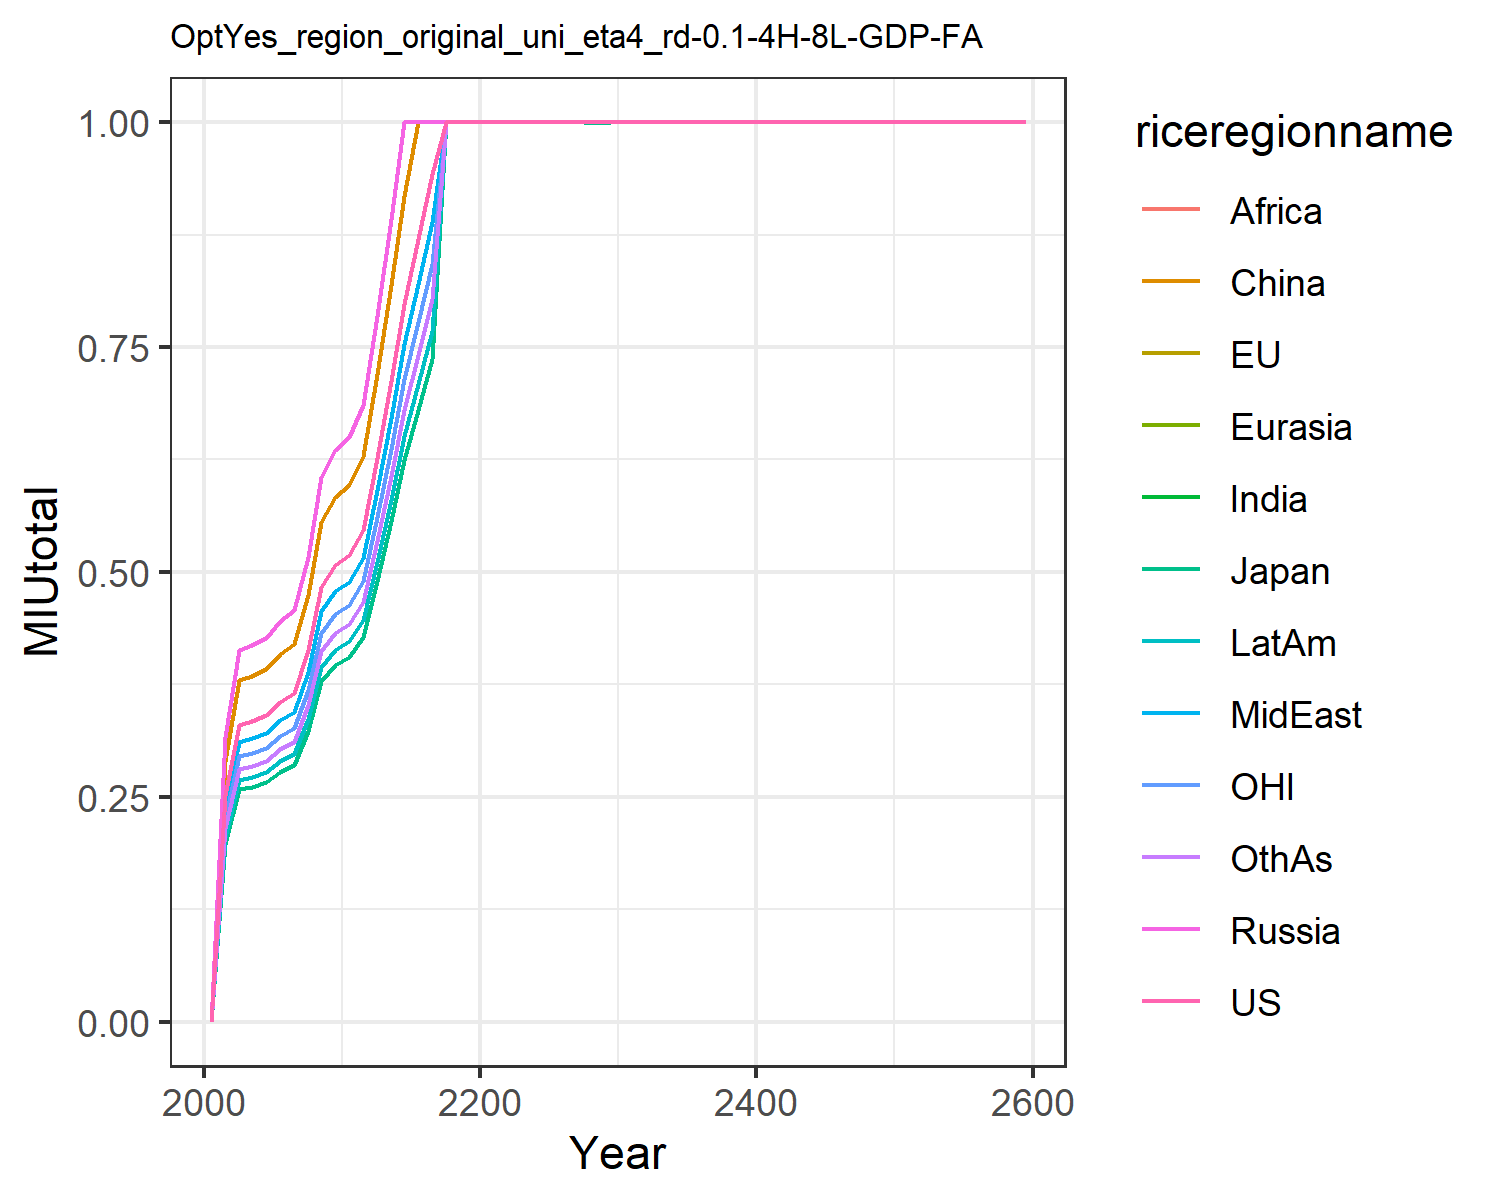 OptYes_region_original_uni_eta4_rd-0.1-4H-8L-GDP-FA
1.00
0.75
0.50
0.25
0.00
MIUtotal
2000 2200 2400 2600
Year
riceregionname
Africa
China
EU
Eurasia
India
Japan
LatAm
MidEast
OHI
OthAs
Russia
US